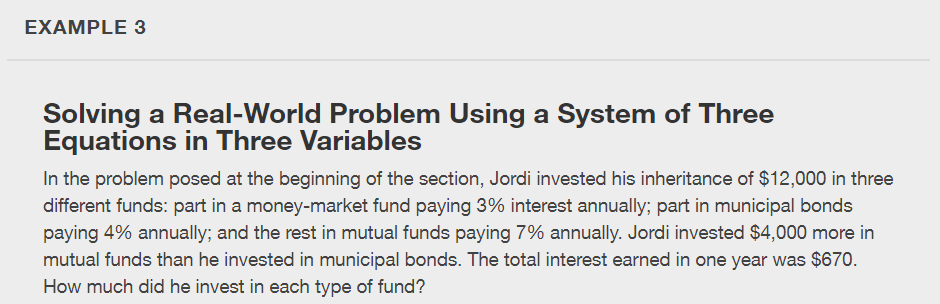 EXAMPLE 3
Solving a Real-World Problem Using a System of Three
Equations in Three Variables
In the problem posed at the beginning of the section, Jordi invested his inheritance of $12,000 in three
different funds: part in a money-market fund paying 3% interest annually; part in municipal bonds
paying 4% annually; and the rest in mutual funds paying 7% annually. Jordi invested $4,000 more in
mutual funds than he invested in municipal bonds. The total interest earned in one year was $670.
How much did he invest in each type of fund?